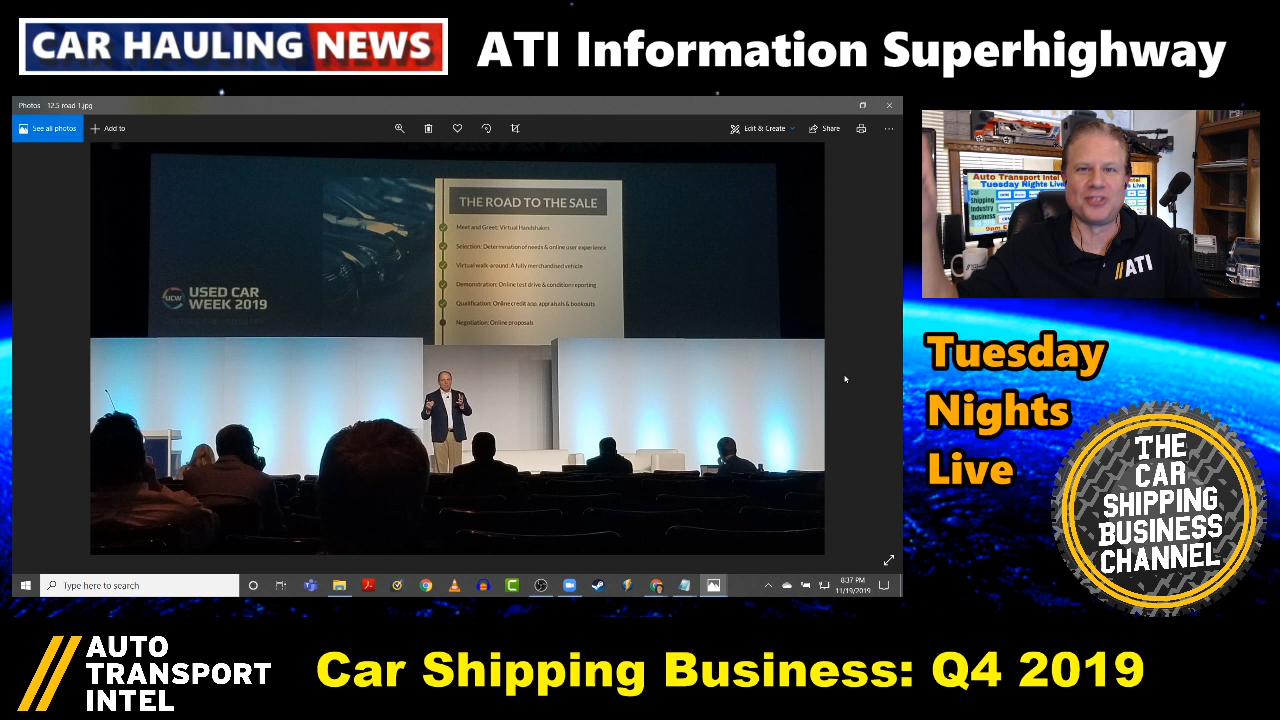 CAR HAULING NEWS
ATI Information Superhighway
Photos 12.5 road 1.jpg
See all photos
Add to
Edit & Create
Share
THE ROAD TO THE SALE
Meet and Greet: Virtual Handshakes
Selection: Determination of needs & online user experience
Virtual walk-around: A fully merchandised vehicle
Demonstration: Online test drive & condition reporting
Qualification: Online credit app, appraisals & bookouts
Negotiation: Online proposals
UCW
USED CAR
WEEK 2019
Auto Transport Intel
Tuesday Nights Live
Car
Shipping
Industry
Business
//ATI
Tuesday
Nights
Live
THE
CAR
SHIPPING
BUSINESS
CHANNEL
Type here to search
8:37 PM
11/19/2019
AUTO
TRANSPORT
INTEL
Car Shipping Business: Q4 2019